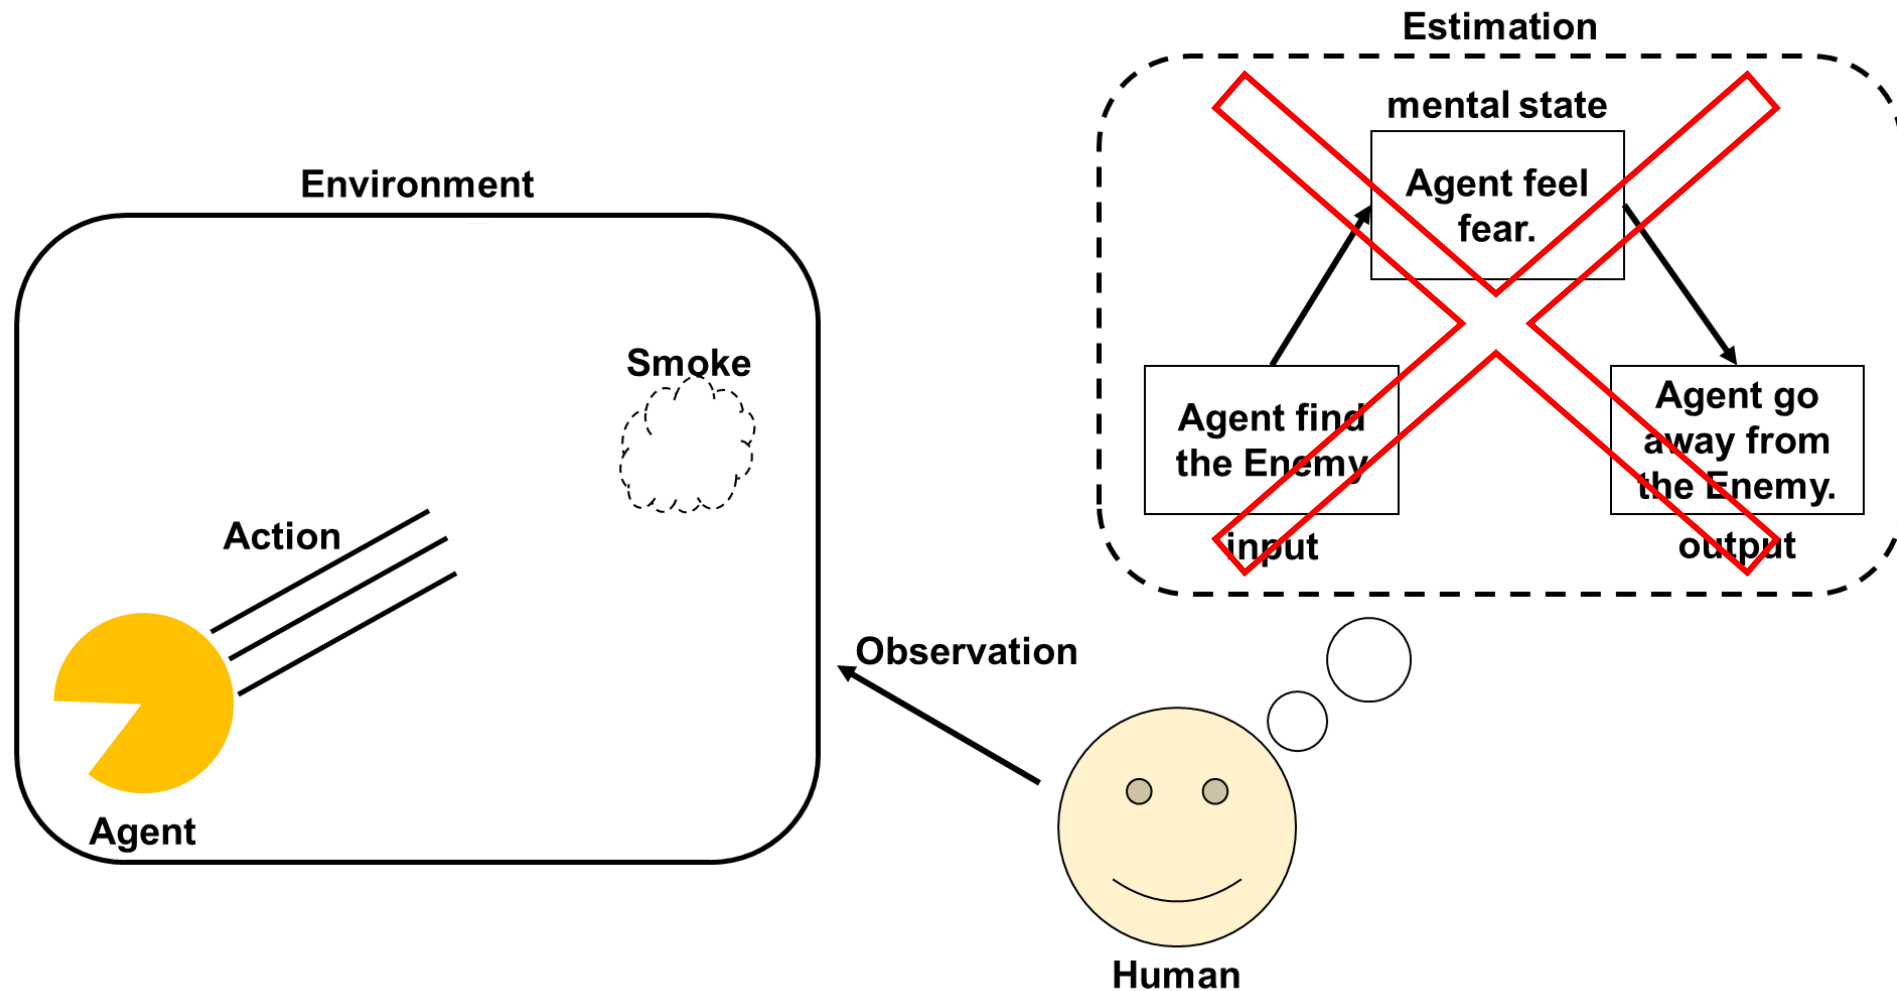 Estimation
mental state
Agent feel
fear.
Agent find
the Enemy
input
Agent go
away from
the Enemy.
output
Environment
Smoke
Action
Agent
Observation
Human